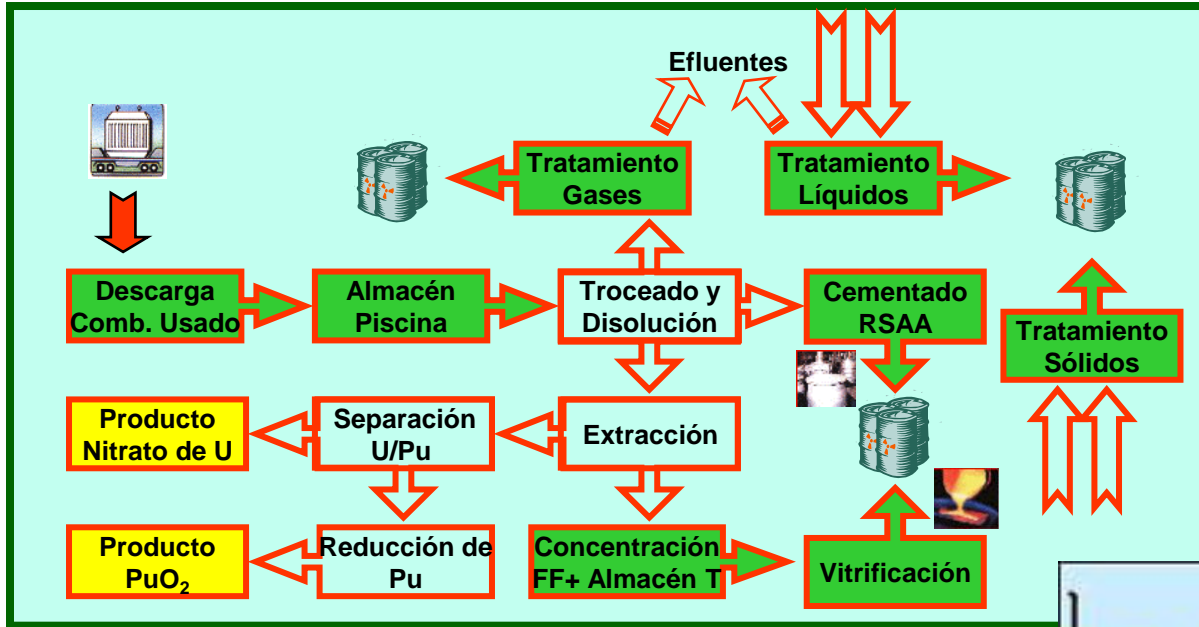 Efluentes
Tratamiento
Gases
Tratamiento
Líquidos
Descarga
Comb. Usado
Almacén
Piscina
Troceado y
Disolución
Cementado
RSAA
Tratamiento
Sólidos
Producto
Nitrato de U
Separación
U/Pu
Extracción
Producto
PuO₂
Reducción de
Pu
Concentración
FF+ Almacén T
Vitrificación